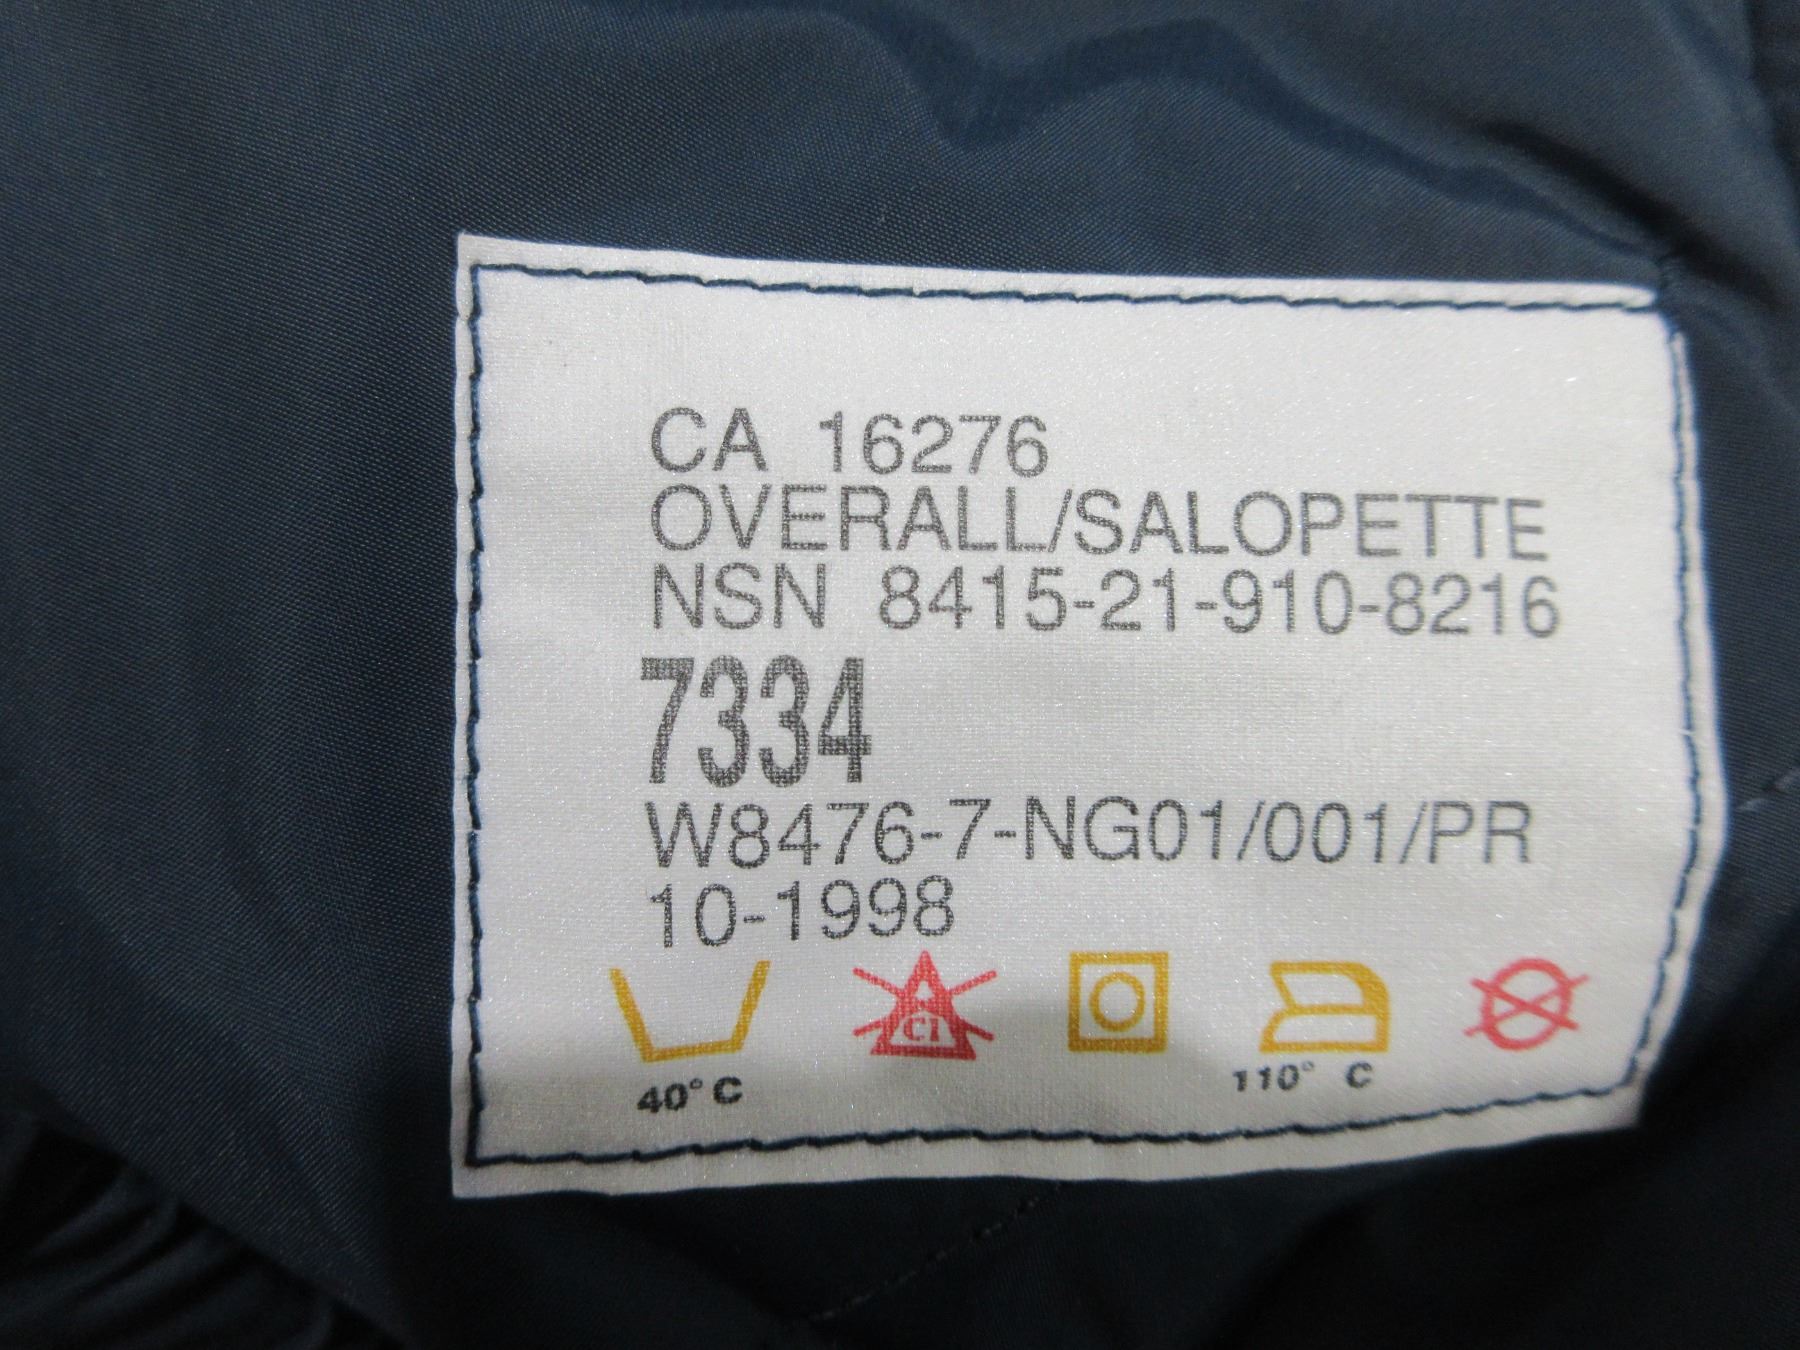 CA 16276
OVERALL/SALOPETTE
NSN 8415-21-910-8216
7334
W8476-7-NG01/001/PR
10-1998
Cl
40°C
110° C